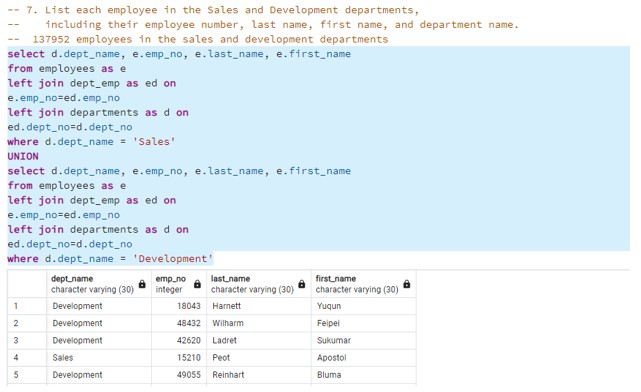 -- 7. List each employee in the Sales and Development departments,
--    including their employee number, last name, first name, and department name.
--  137952 employees in the sales and development departments
select d.dept_name, e.emp_no, e.last_name, e.first_name
from employees as e
left join dept_emp as ed on
e.emp_no=ed.emp_no
left join departments as d on
ed.dept_no=d.dept_no
where d.dept_name = 'Sales'
UNION
select d.dept_name, e.emp_no, e.last_name, e.first_name
from employees as e
left join dept_emp as ed on
e.emp_no=ed.emp_no
left join departments as d on
ed.dept_no=d.dept_no
where d.dept_name = 'Development'
dept_name emp_no last_name first_name
character varying (30) integer character varying (30) character varying (30)
1 Development 18043 Harnett Yuqun
2 Development 48432 Wilharm Feipei
3 Development 42620 Ladret Sukumar
4 Sales 15210 Peot Apostol
5 Development 49055 Reinhart Bluma